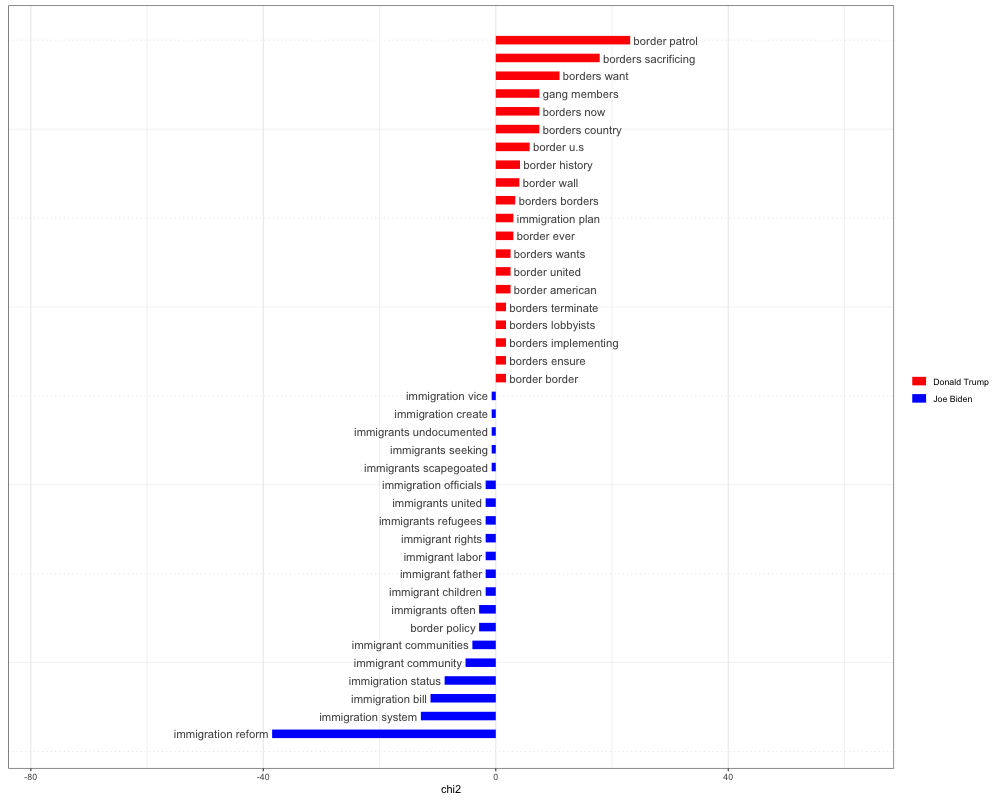 border patrol
borders sacrificing
borders want
gang members
borders now
borders country
border u.s
border history
border wall
borders borders
immigration plan
border ever
borders wants
border united
border american
borders terminate
borders lobbyists
borders implementing
borders ensure
border border
immigration vice
immigration create
immigrants undocumented
immigrants seeking
immigrants scapegoated
immigration officials
immigrants united
immigrants refugees
immigrant rights
immigrant labor
immigrant father
immigrant children
immigrants often
border policy
immigrant communities
immigrant community
immigration status
immigration bill
immigration system
immigration reform
-80 -40 0 40
chi2
Donald Trump
Joe Biden